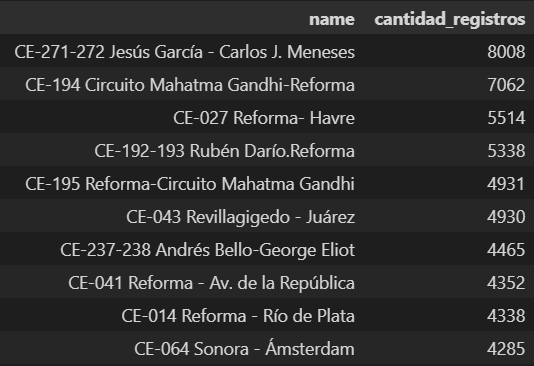 name cantidad_registros
CE-271-272 Jesús García - Carlos J. Meneses 8008
CE-194 Circuito Mahatma Gandhi-Reforma 7062
CE-027 Reforma- Havre 5514
CE-192-193 Rubén Darío.Reforma 5338
CE-195 Reforma-Circuito Mahatma Gandhi 4931
CE-043 Revillagigedo - Juárez 4930
CE-237-238 Andrés Bello-George Eliot 4465
CE-041 Reforma - Av. de la República 4352
CE-014 Reforma - Río de Plata 4338
CE-064 Sonora - Ámsterdam 4285